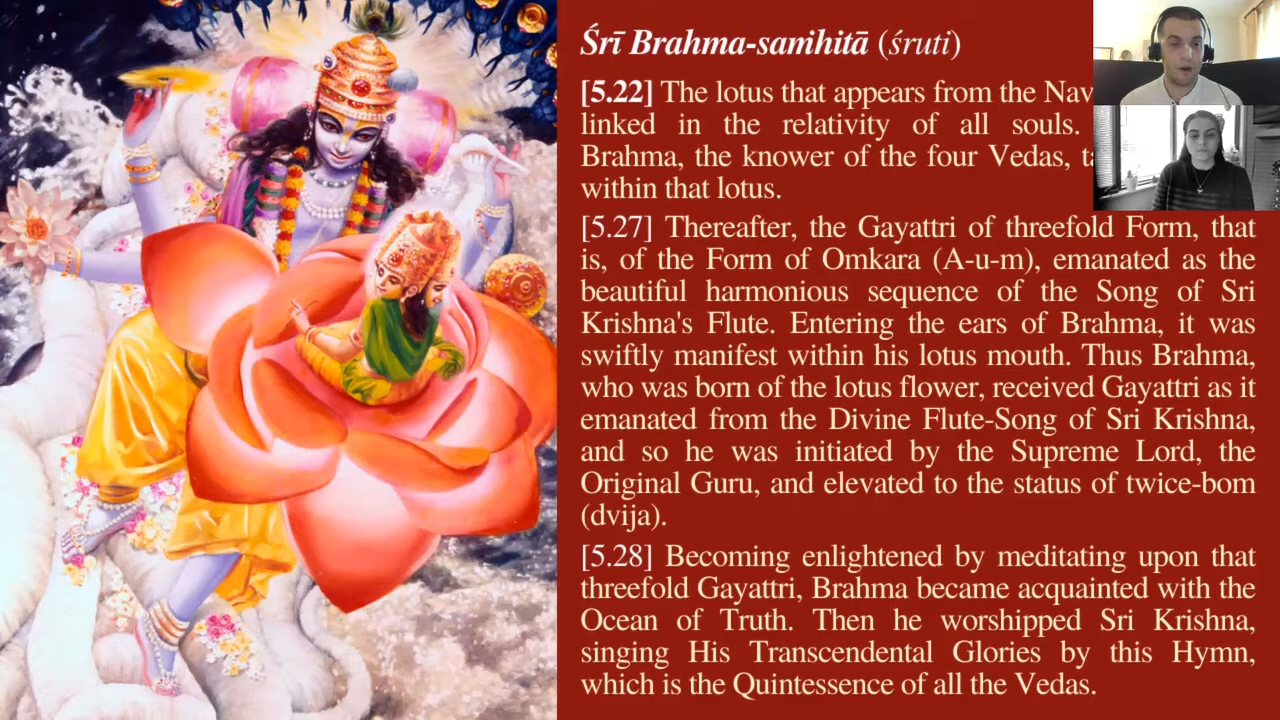 Śrī Brahma-saṁhitā (śruti)
[5.22] The lotus that appears from the Nav
linked in the relativity of all souls.
Brahma, the knower of the four Vedas,
within that lotus.
[5.27] Thereafter, the Gayattri of threefold Form, that
is, of the Form of Omkara (A-u-m), emanated as the
beautiful harmonious sequence of the Song of Sri
Krishna's Flute. Entering the ears of Brahma, it was
swiftly manifest within his lotus mouth. Thus Brahma,
who was born of the lotus flower, received Gayattri as it
emanated from the Divine Flute-Song of Sri Krishna,
and so he was initiated by the Supreme Lord, the
Original Guru, and elevated to the status of twice-bom
(dvija).
[5.28] Becoming enlightened by meditating upon that
threefold Gayattri, Brahma became acquainted with the
Ocean of Truth. Then he worshipped Sri Krishna,
singing His Transcendental Glories by this Hymn,
which is the Quintessence of all the Vedas.